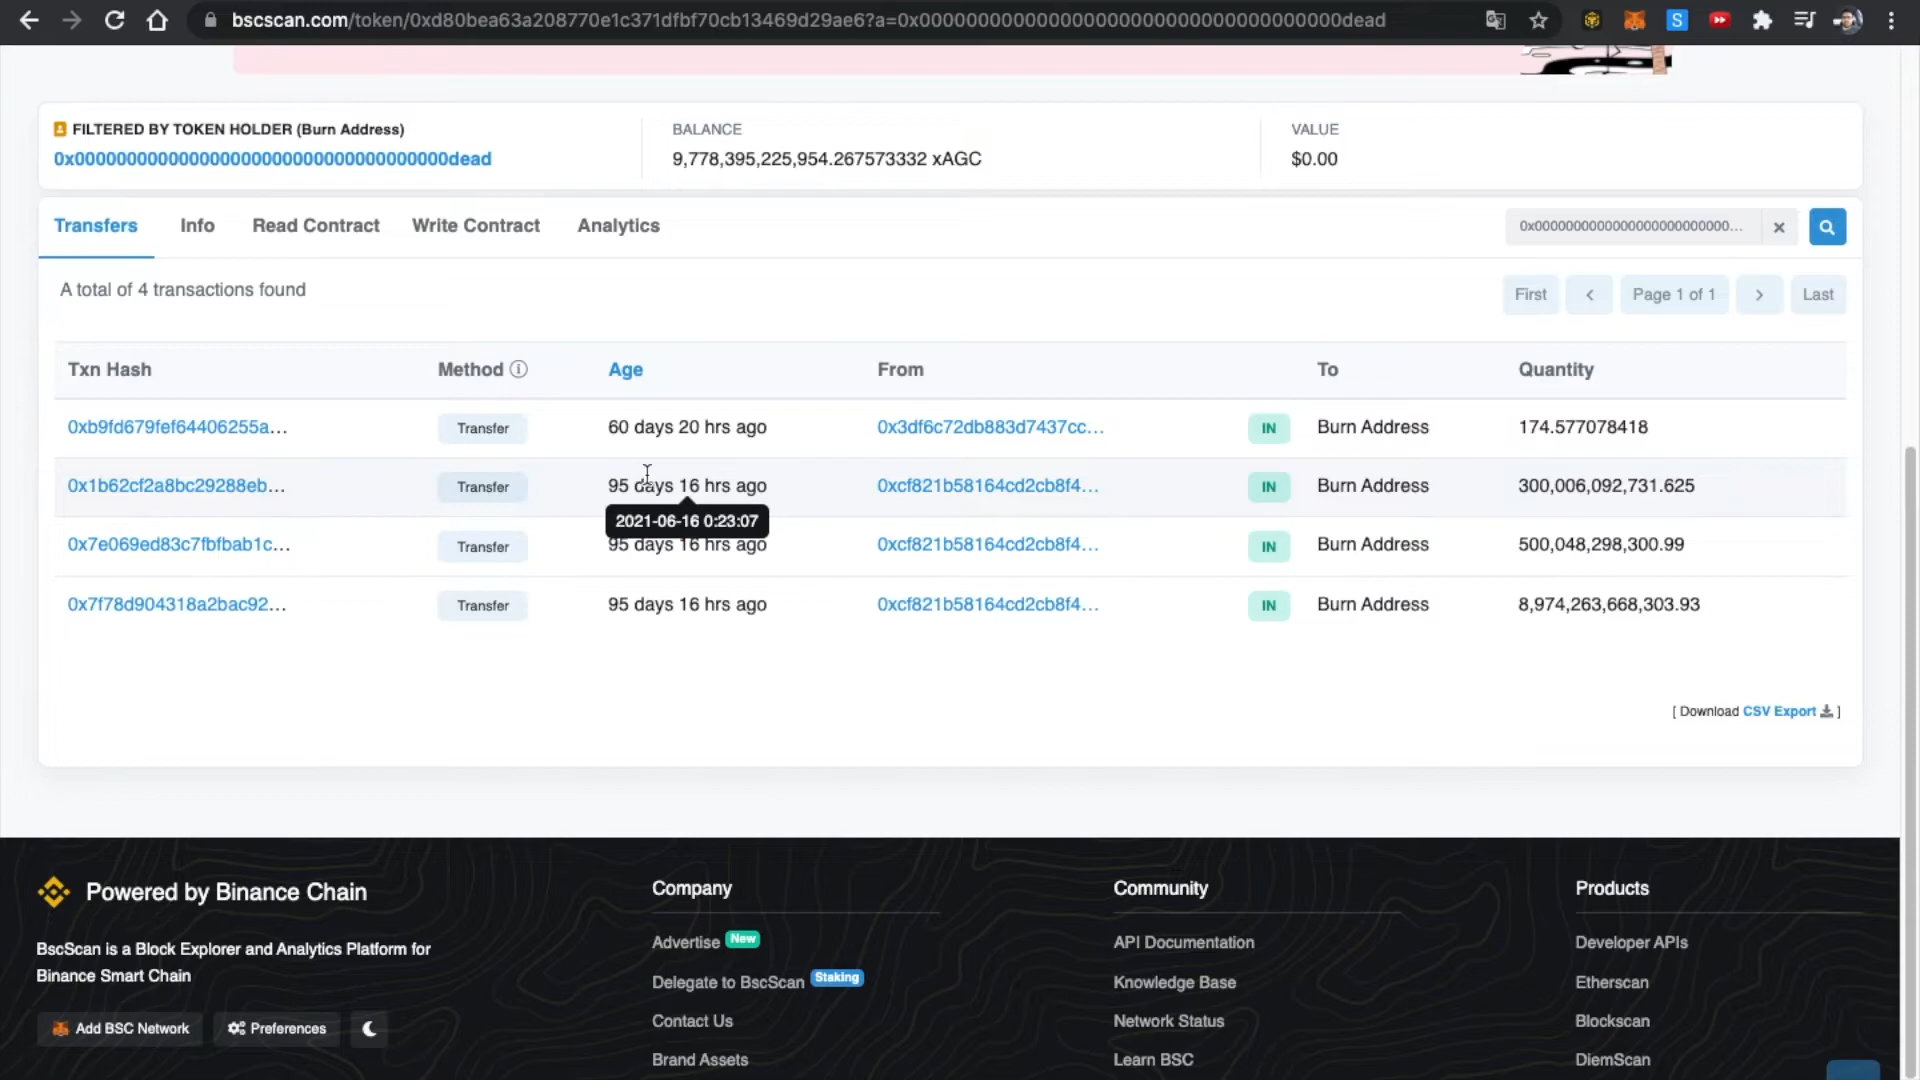 bscscan.com/token/0xd80bea63a208770e1c371dfbf70cb13469d29ae6?a=0x000000000000000000000000000000000000dead
FILTERED BY TOKEN HOLDER (Burn Address)
0x000000000000000000000000000000000000dead
BALANCE
9,778,395,225,954.267573332 xAGC
VALUE
$0.00
Transfers Info Read Contract Write Contract Analytics
0x00000000000000000000000000...
A total of 4 transactions found
First Page 1 of 1 Last
Txn Hash Method Age From To Quantity
0xb9fd679fef64406255a... Transfer 60 days 20 hrs ago 0x3df6c72db883d7437cc... IN Burn Address 174.577078418
0x1b62cf2a8bc29288eb... Transfer 95 days 16 hrs ago 0xcf821b58164cd2cb8f4... IN Burn Address 300,006,092,731.625
2021-06-16 0:23:07
0x7e069ed83c7fbfbab1c... Transfer 95 days 16 hrs ago 0xcf821b58164cd2cb8f4... IN Burn Address 500,048,298,300.99
0x7f78d904318a2bac92... Transfer 95 days 16 hrs ago 0xcf821b58164cd2cb8f4... IN Burn Address 8,974,263,668,303.93
[ Download CSV Export ]
Powered by Binance Chain
BscScan is a Block Explorer and Analytics Platform for
Binance Smart Chain
Add BSC Network Preferences
Company
Advertise New
Delegate to BscScan Staking
Contact Us
Brand Assets
Community
API Documentation
Knowledge Base
Network Status
Learn BSC
Products
Developer APIs
Etherscan
Blockscan
DiemScan